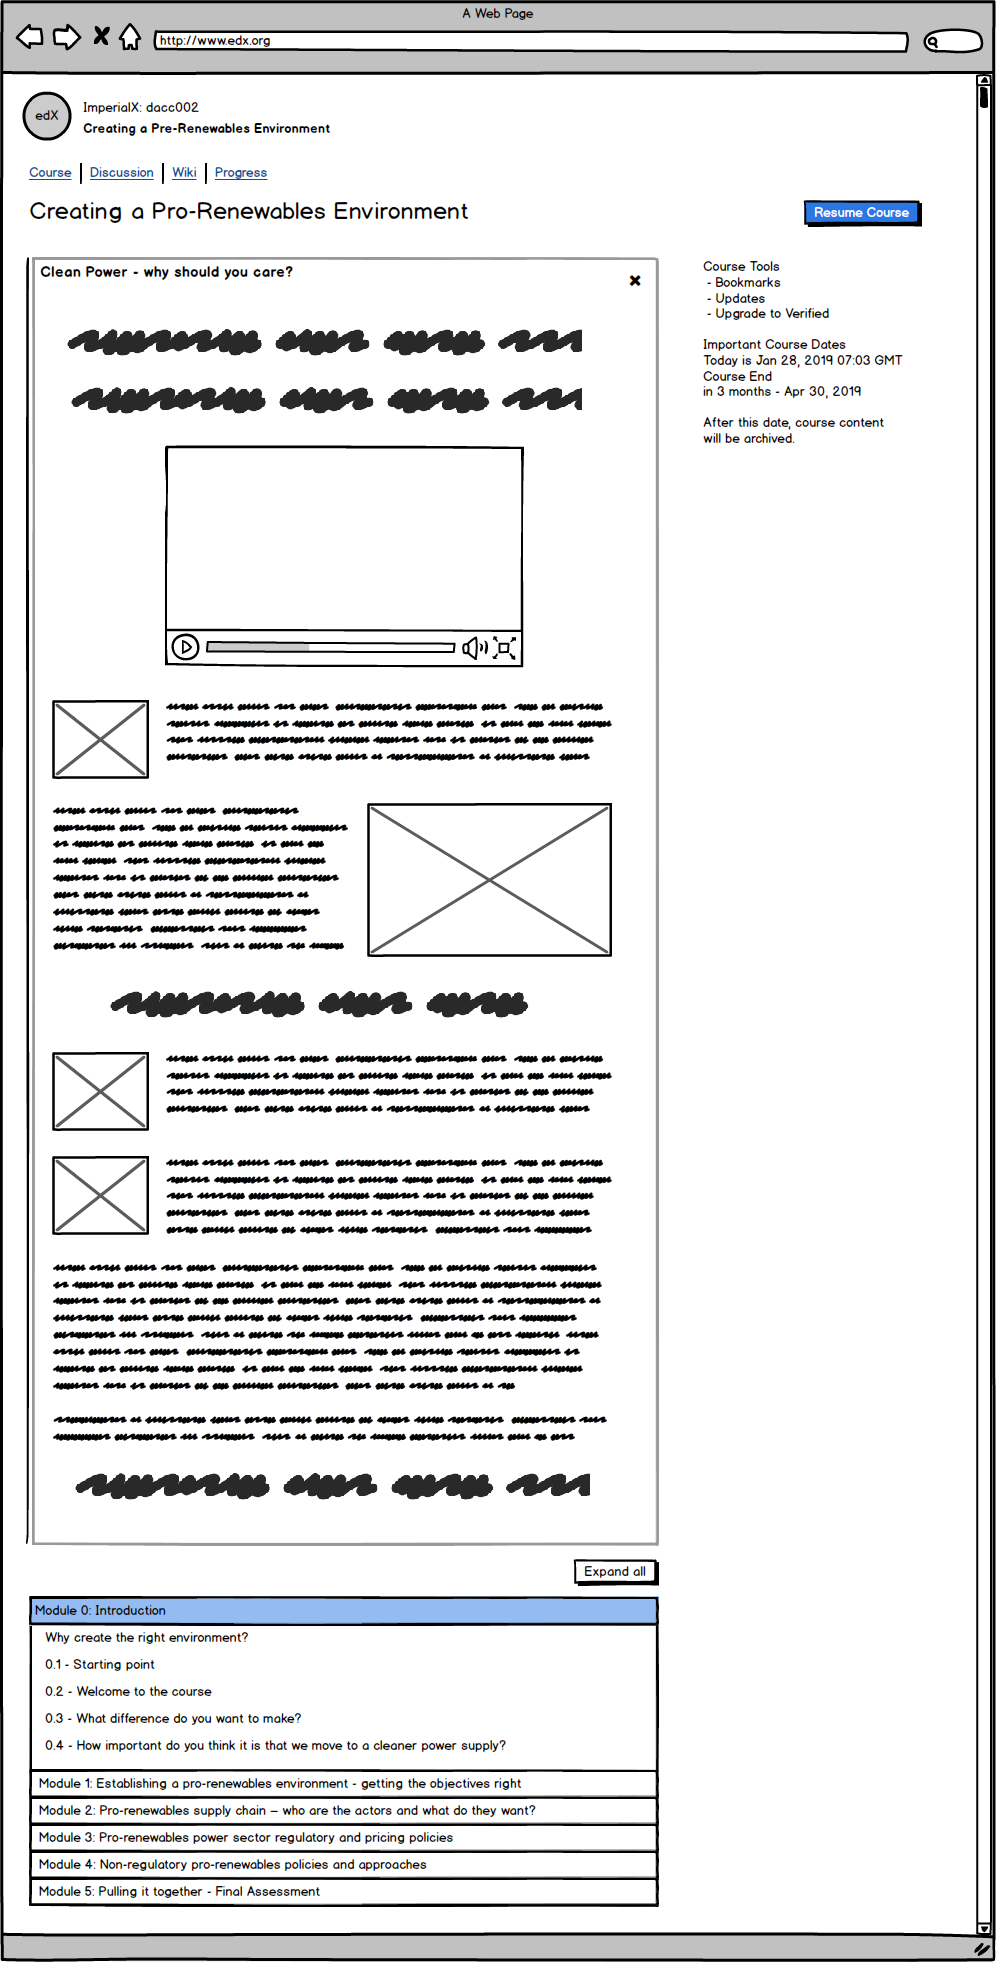 A Web Page
http://www.edx.org
edX
ImperialX: dacc002
Creating a Pre-Renewables Environment
Course
Discussion
Wiki
Progress
Creating a Pro-Renewables Environment
Resume Course
Clean Power - why should you care?
Course Tools
- Bookmarks
- Updates
- Upgrade to Verified
Important Course Dates
Today is Jan 28, 2019 07:03 GMT
Course End
in 3 months - Apr 30, 2019
After this date, course content
will be archived.
Expand all
Module 0: Introduction
Why create the right environment?
0.1 - Starting point
0.2 - Welcome to the course
0.3 - What difference do you want to make?
0.4 - How important do you think it is that we move to a cleaner power supply?
Module 1: Establishing a pro-renewables environment - getting the objectives right
Module 2: Pro-renewables supply chain – who are the actors and what do they want?
Module 3: Pro-renewables power sector regulatory and pricing policies
Module 4: Non-regulatory pro-renewables policies and approaches
Module 5: Pulling it together - Final Assessment